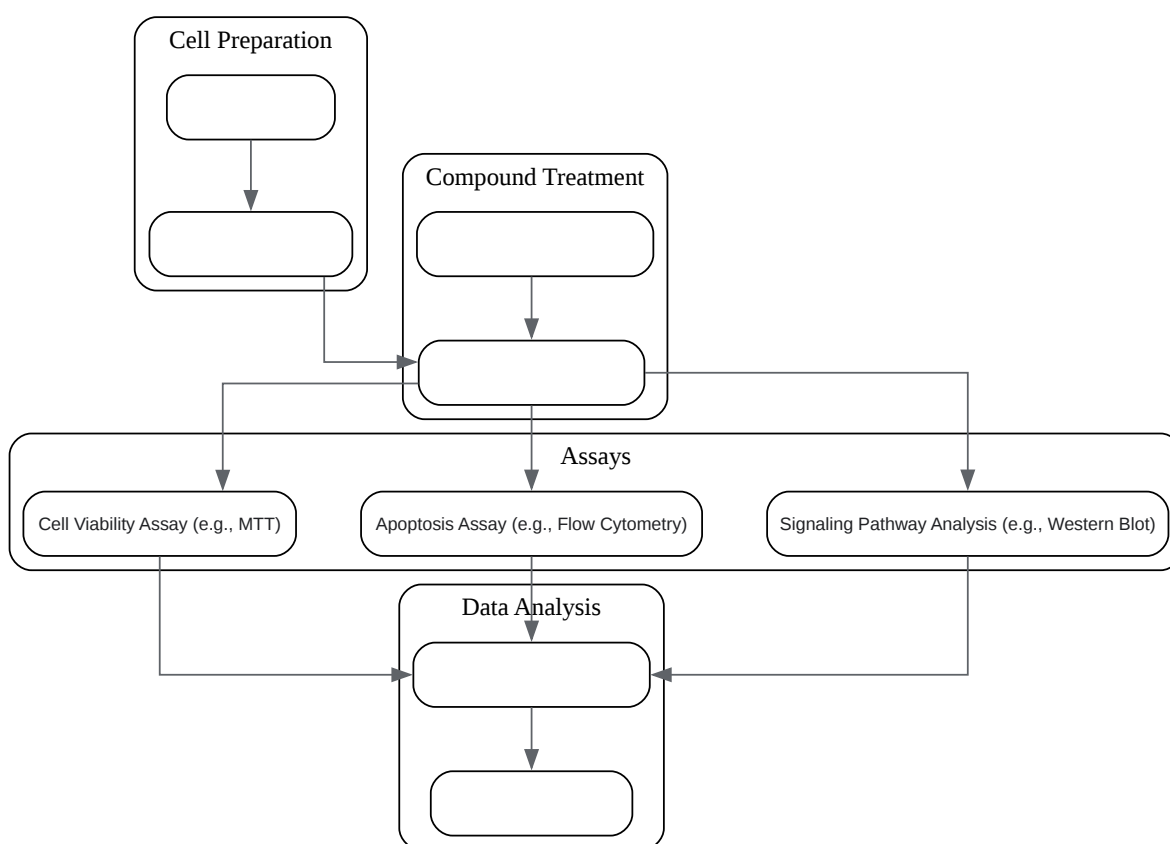 Cell Preparation
Compound Treatment
Assays
Cell Viability Assay (e.g., MTT)
Apoptosis Assay (e.g., Flow Cytometry)
Signaling Pathway Analysis (e.g., Western Blot)
Data Analysis